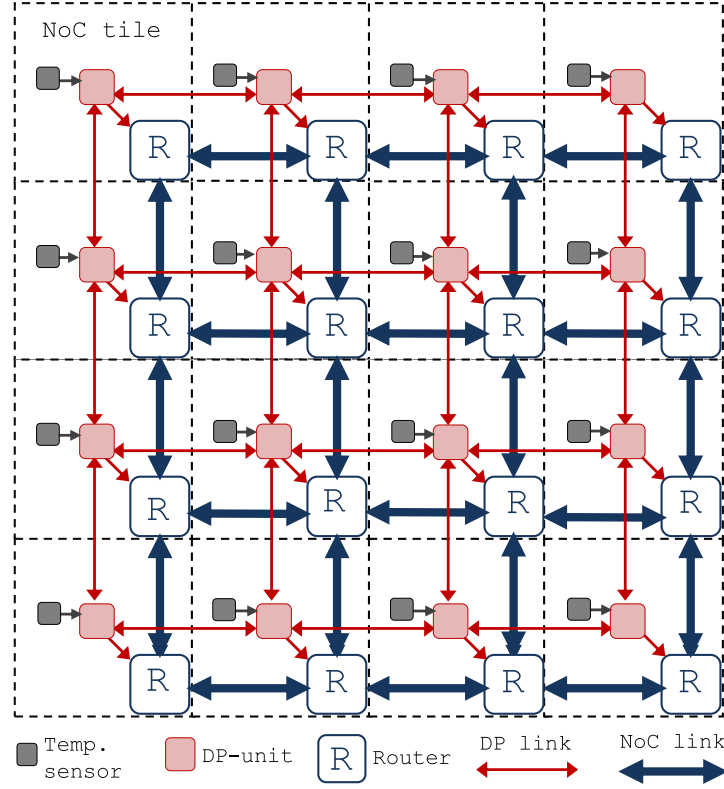 NoC tile
R R R R
R R R R
R R R R
R R R R
Temp.
sensor
DP-unit
R
Router
DP link
NoC link